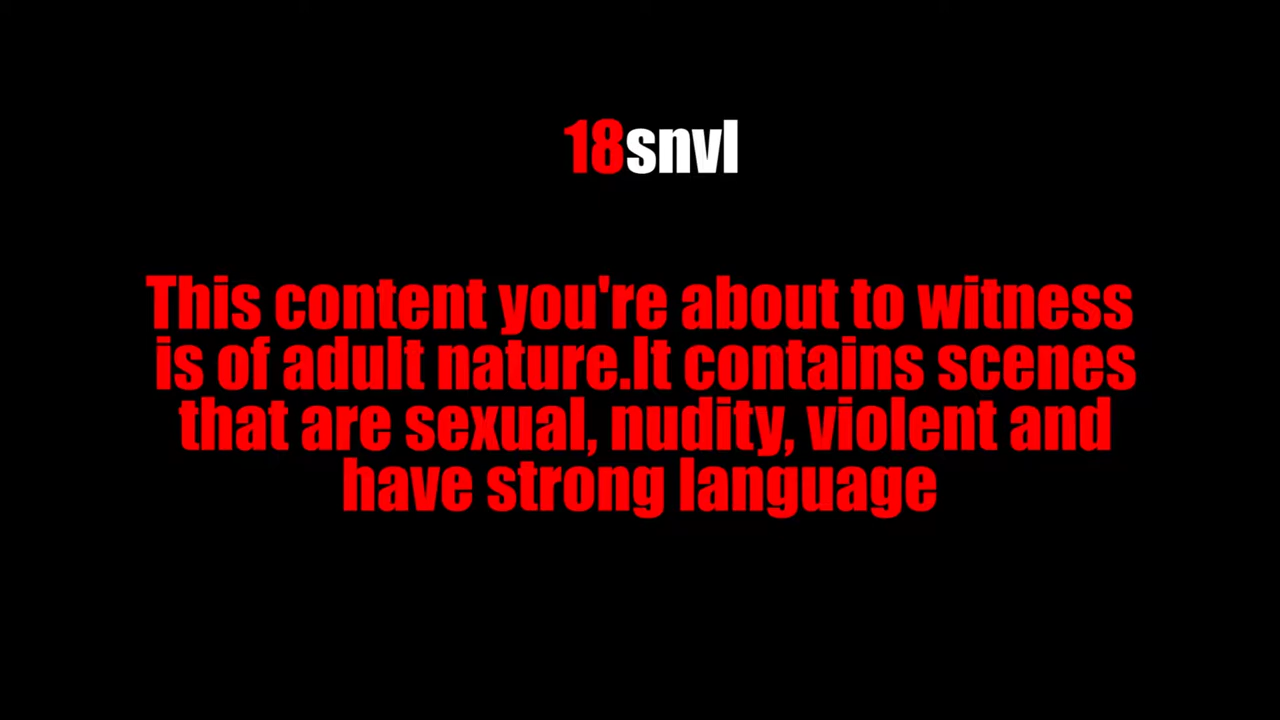 18snvl
This content you're about to witness
is of adult nature.It contains scenes
that are sexual, nudity, violent and
have strong language